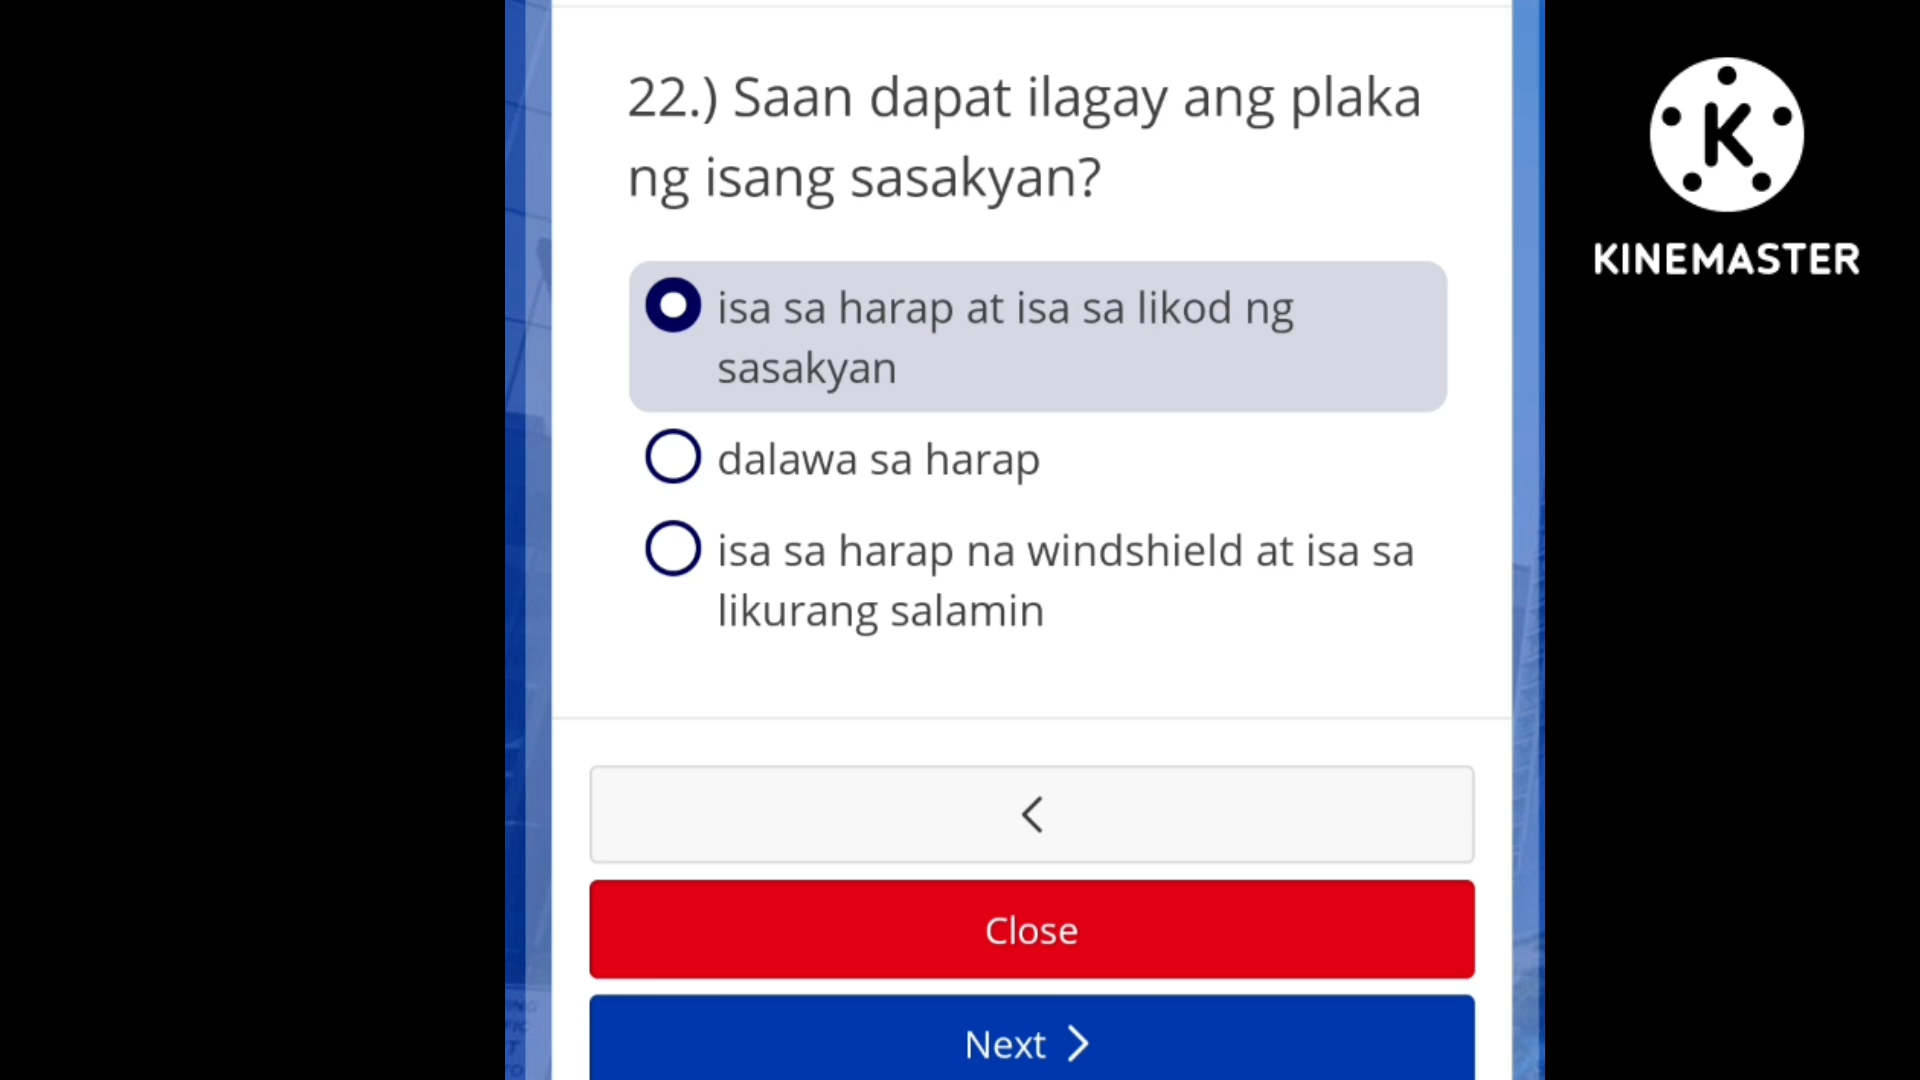 22.) Saan dapat ilagay ang plaka
ng isang sasakyan?
isa sa harap at isa sa likod ng
sasakyan
dalawa sa harap
isa sa harap na windshield at isa sa
likurang salamin
Close
Next
K
KINEMASTER